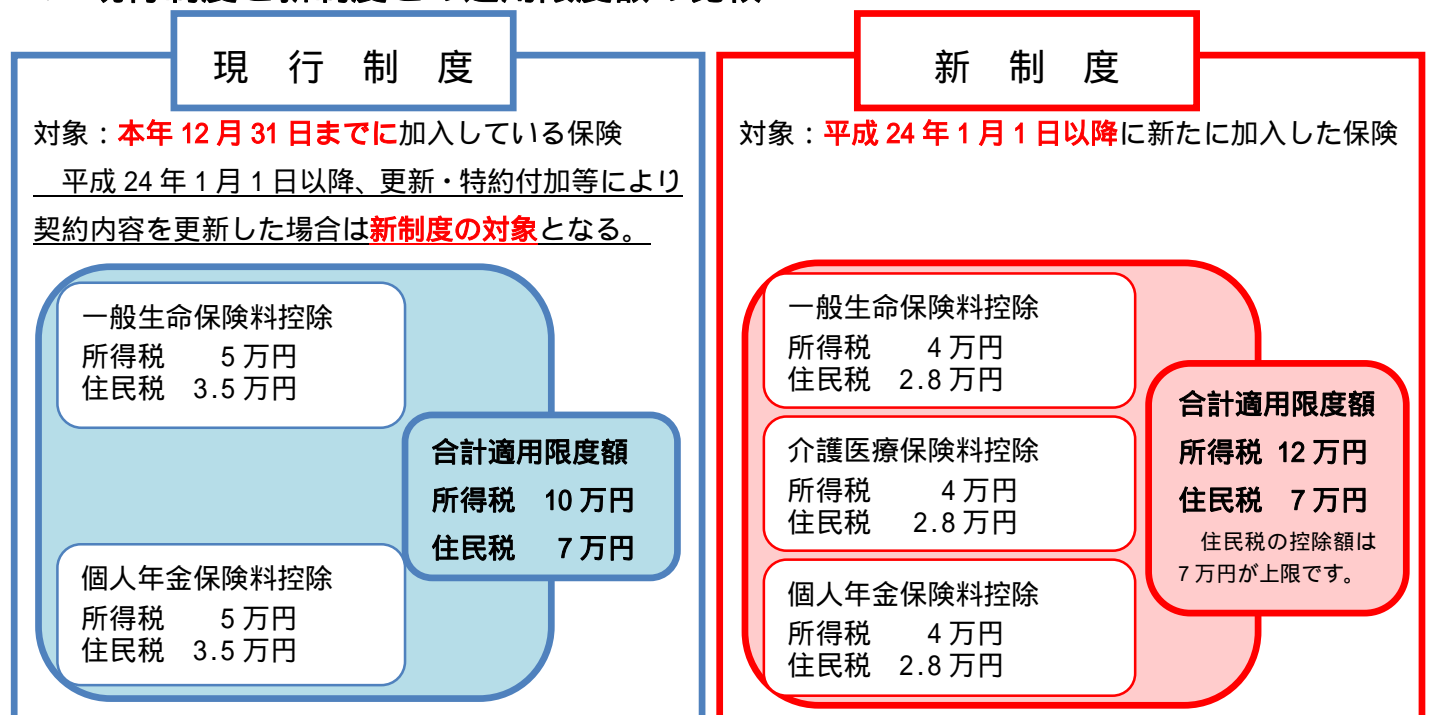 現行制度
対象：本年 12 月 31 日までに加入している保険
平成 24 年 1 月 1 日以降、更新・特約付加等により
契約内容を更新した場合は新制度の対象となる。
一般生命保険料控除
所得税 5 万円
住民税 3.5 万円
合計適用限度額
所得税 10 万円
住民税 7 万円
個人年金保険料控除
所得税 5 万円
住民税 3.5 万円
新制度
対象：平成 24 年 1 月 1 日以降に新たに加入した保険
一般生命保険料控除
所得税 4 万円
住民税 2.8 万円
介護医療保険料控除
所得税 4 万円
住民税 2.8 万円
個人年金保険料控除
所得税 4 万円
住民税 2.8 万円
合計適用限度額
所得税 12 万円
住民税 7 万円
住民税の控除額は
7 万円が上限です。